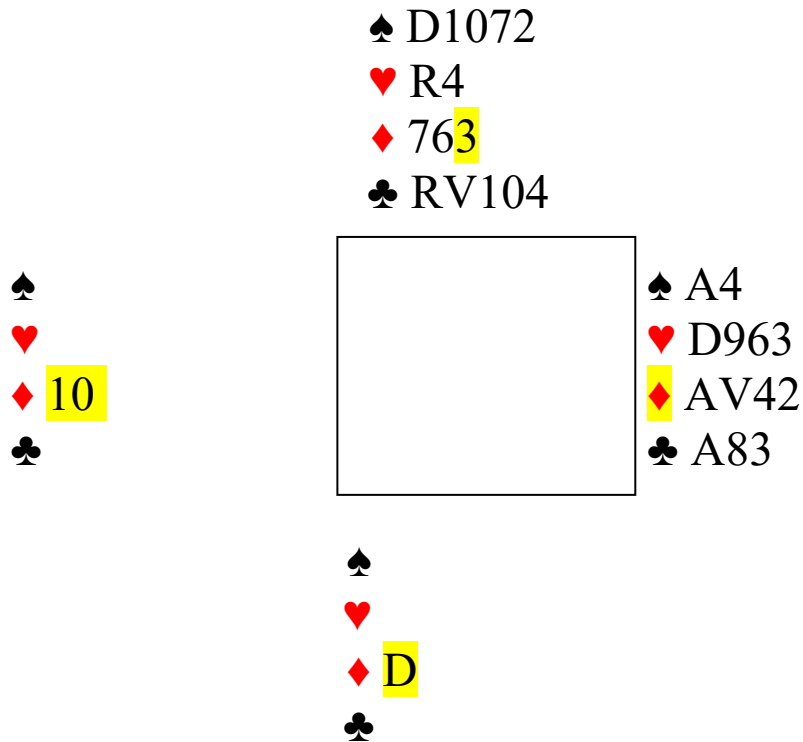 ♠ D1072
♥ R4
♦ 763
♣ RV104
♠
♥
♦ 10
♣
♠ A4
♥ D963
♦ AV42
♣ A83
♠
♥
♦ D
♣